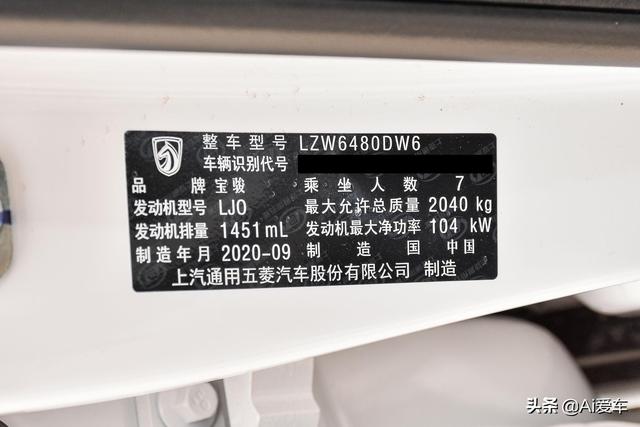 整车型号 LZW6480DW6
车辆识别代号
品牌 宝骏 乘坐人数 7
发动机型号 LJO 最大允许总质量 2040 kg
发动机排量 1451 mL 发动机最大净功率 104 kW
制造年月 2020-09 制造国 中国
上汽通用五菱汽车股份有限公司 制造
头条 @Ai爱车